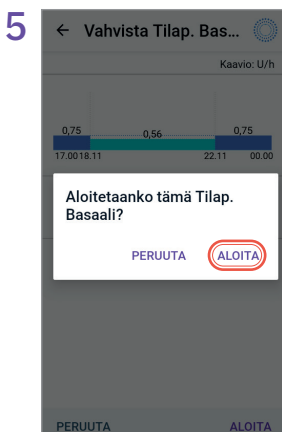 5
← Vahvista Tilap. Bas...
Kaavio: U/h
0,75 0,56 0,75
17.00 18.11 22.11 00.00
Aloitetaanko tämä Tilap.
Basaali?
PERUUTA ALOITA
PERUUTA ALOITA